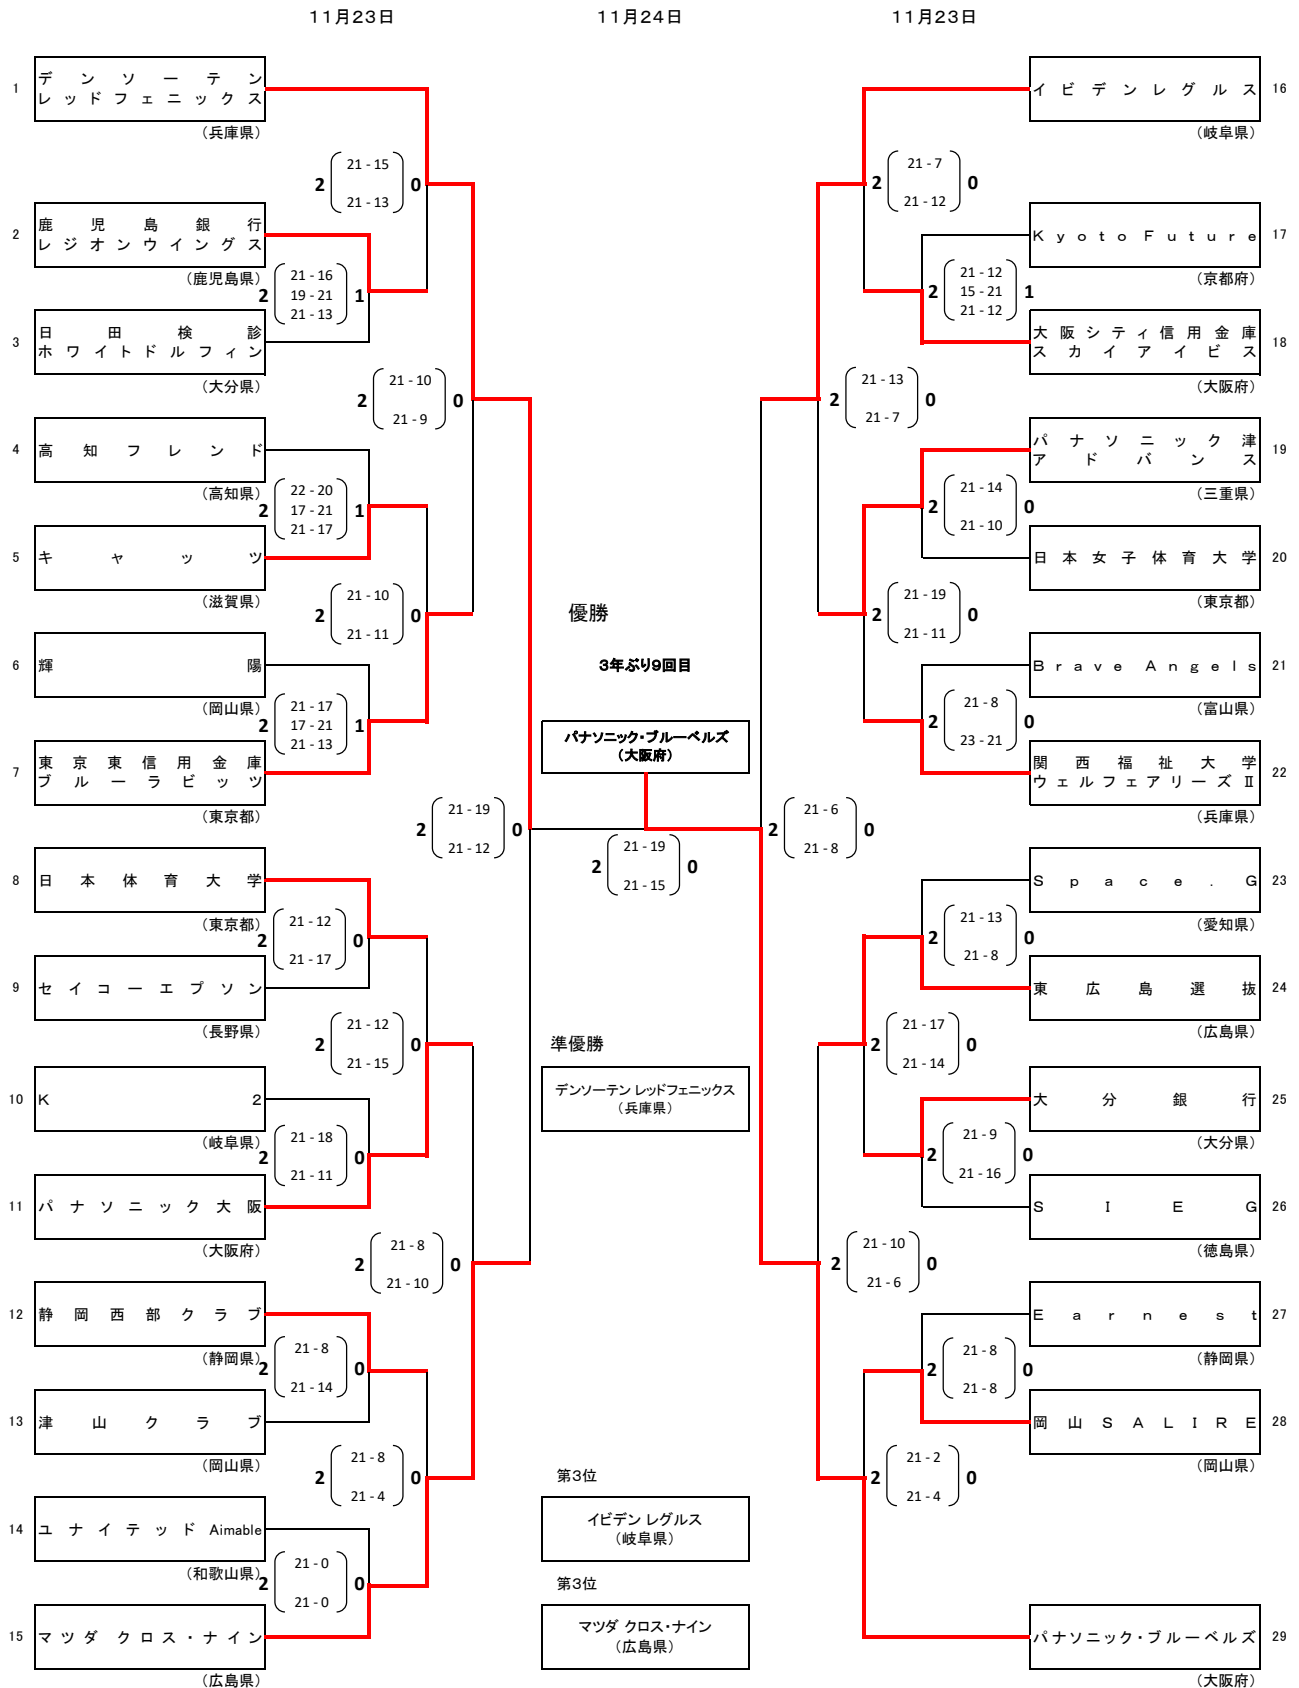 11月23日
11月24日
11月23日
1
デンソーテン
レッドフェニックス
(兵庫県)
2
鹿児島銀行
レジオンウイングス
(鹿児島県)
3
日田検診
ホワイトドルフィン
(大分県)
4
高知フレンド
(高知県)
5
キャッツ
(滋賀県)
6
輝陽
(岡山県)
7
東京東信用金庫
ブルーラビッツ
(東京都)
8
日本体育大学
(東京都)
9
セイコーエプソン
(長野県)
10
K2
(岐阜県)
11
パナソニック大阪
(大阪府)
12
静岡西部クラブ
(静岡県)
13
津山クラブ
(岡山県)
14
ユナイテッド Aimable
(和歌山県)
15
マツダ クロス・ナイン
(広島県)
2
21 - 15
21 - 13
0
2
21 - 16
19 - 21
21 - 13
1
2
21 - 10
21 - 9
0
2
22 - 20
17 - 21
21 - 17
1
2
21 - 10
21 - 11
0
2
21 - 17
17 - 21
21 - 13
1
2
21 - 19
21 - 12
0
2
21 - 12
21 - 17
0
2
21 - 12
21 - 15
0
2
21 - 18
21 - 11
0
2
21 - 8
21 - 10
0
2
21 - 8
21 - 14
0
2
21 - 8
21 - 4
0
2
21 - 0
21 - 0
0
優勝
3年ぶり9回目
パナソニック・ブルーベルズ
(大阪府)
2
21 - 19
21 - 15
0
準優勝
デンソーテン レッドフェニックス
(兵庫県)
第3位
イビデン レグルス
(岐阜県)
第3位
マツダ クロス・ナイン
(広島県)
2
21 - 7
21 - 12
0
2
21 - 12
15 - 21
21 - 12
1
2
21 - 13
21 - 7
0
2
21 - 14
21 - 10
0
2
21 - 19
21 - 11
0
2
21 - 8
23 - 21
0
2
21 - 6
21 - 8
0
2
21 - 13
21 - 8
0
2
21 - 17
21 - 14
0
2
21 - 9
21 - 16
0
2
21 - 10
21 - 6
0
2
21 - 8
21 - 8
0
2
21 - 2
21 - 4
0
イビデンレグルス
16
(岐阜県)
Kyoto Future
17
(京都府)
大阪シティ信用金庫
スカイアイビス
18
(大阪府)
パナソニック津
アドバンス
19
(三重県)
日本女子体育大学
20
(東京都)
Brave Angels
21
(富山県)
関西福祉大学
ウェルフェアリーズⅡ
22
(兵庫県)
Space.G
23
(愛知県)
東広島選抜
24
(広島県)
大分銀行
25
(大分県)
SIEG
26
(徳島県)
Earnest
27
(静岡県)
岡山SALIRE
28
(岡山県)
パナソニック・ブルーベルズ
29
(大阪府)